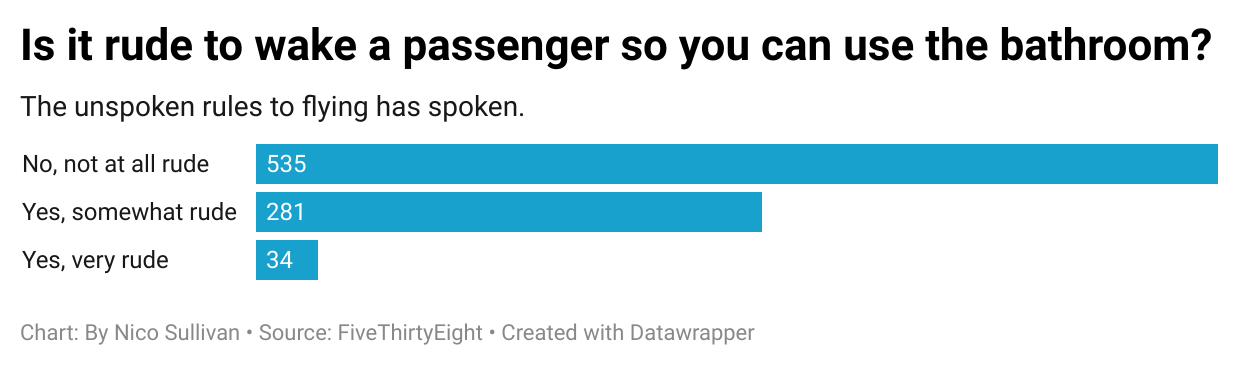 Is it rude to wake a passenger so you can use the bathroom?
The unspoken rules to flying has spoken.
No, not at all rude 535
Yes, somewhat rude 281
Yes, very rude 34
Chart: By Nico Sullivan • Source: FiveThirtyEight • Created with Datawrapper